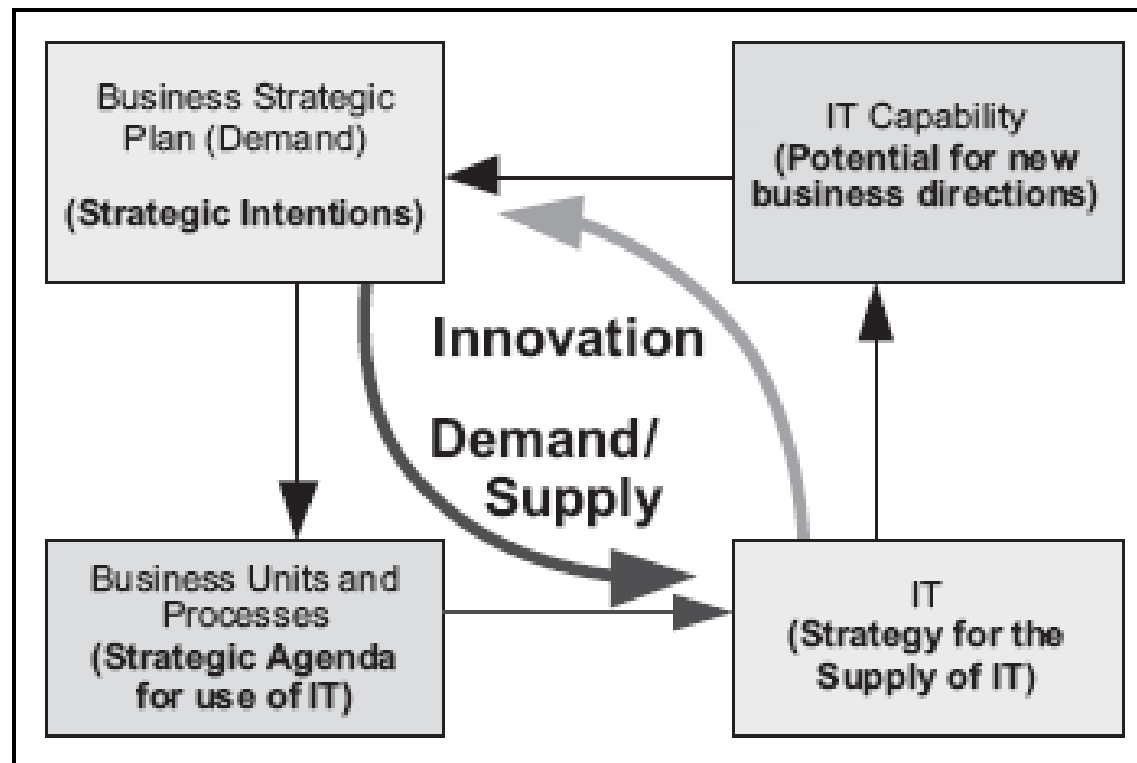 Business Strategic
Plan (Demand)
(Strategic Intentions)
IT Capability
(Potential for new
business directions)
Innovation
Demand/
Supply
Business Units and
Processes
(Strategic Agenda
for use of IT)
IT
(Strategy for the
Supply of IT)